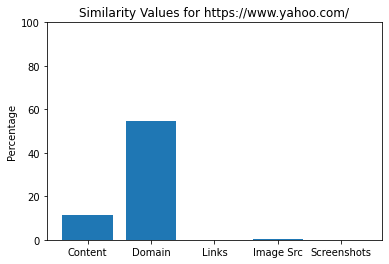 Similarity Values for https://www.yahoo.com/
100
80
60
40
20
0
Percentage
Content Domain Links Image Src Screenshots